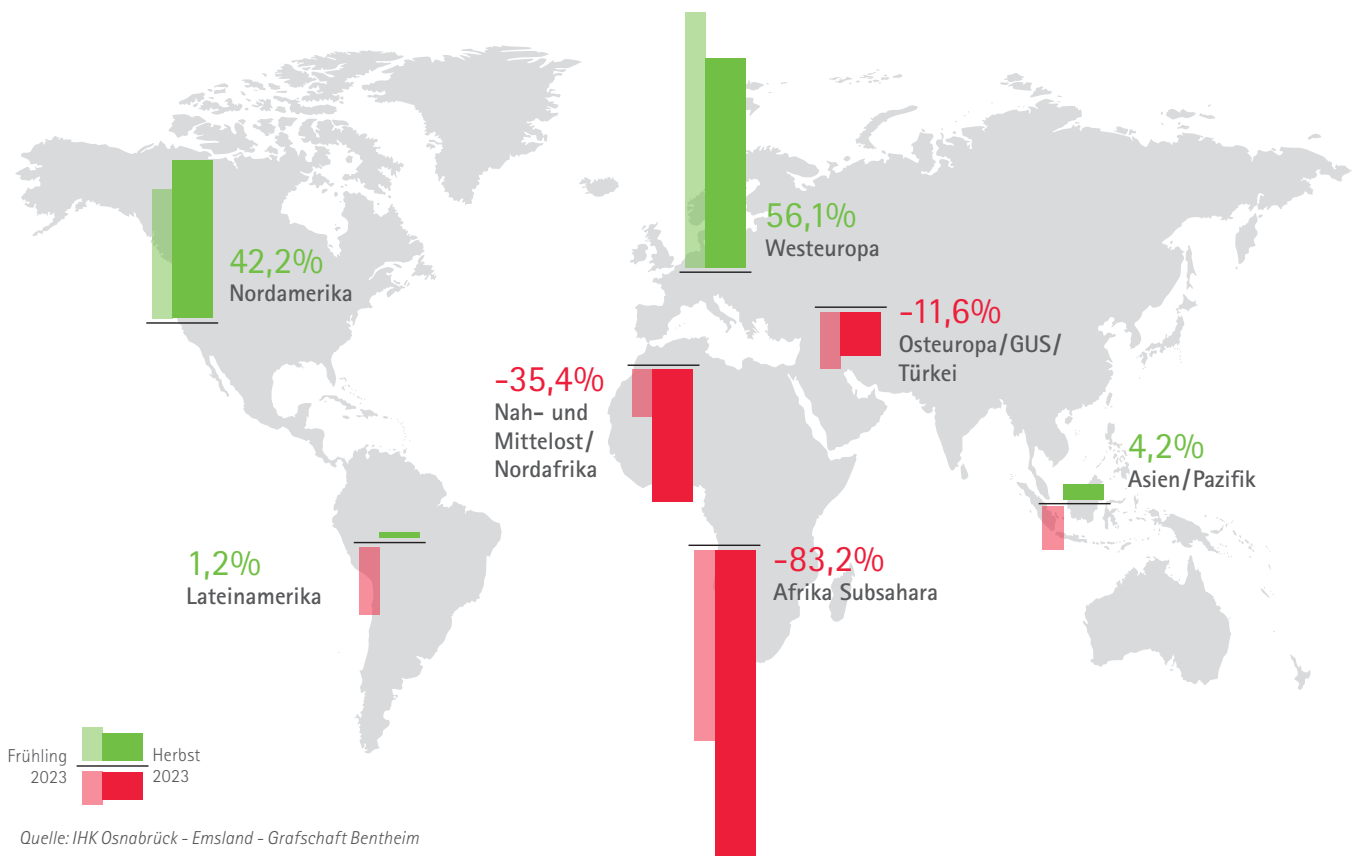 56,1%
Westeuropa
42,2%
Nordamerika
-11,6%
Osteuropa/GUS/
Türkei
-35,4%
Nah- und
Mittelost/
Nordafrika
4,2%
Asien/Pazifik
1,2%
Lateinamerika
-83,2%
Afrika Subsahara
Frühling
2023
Herbst
2023
Quelle: IHK Osnabrück - Emsland - Grafschaft Bentheim